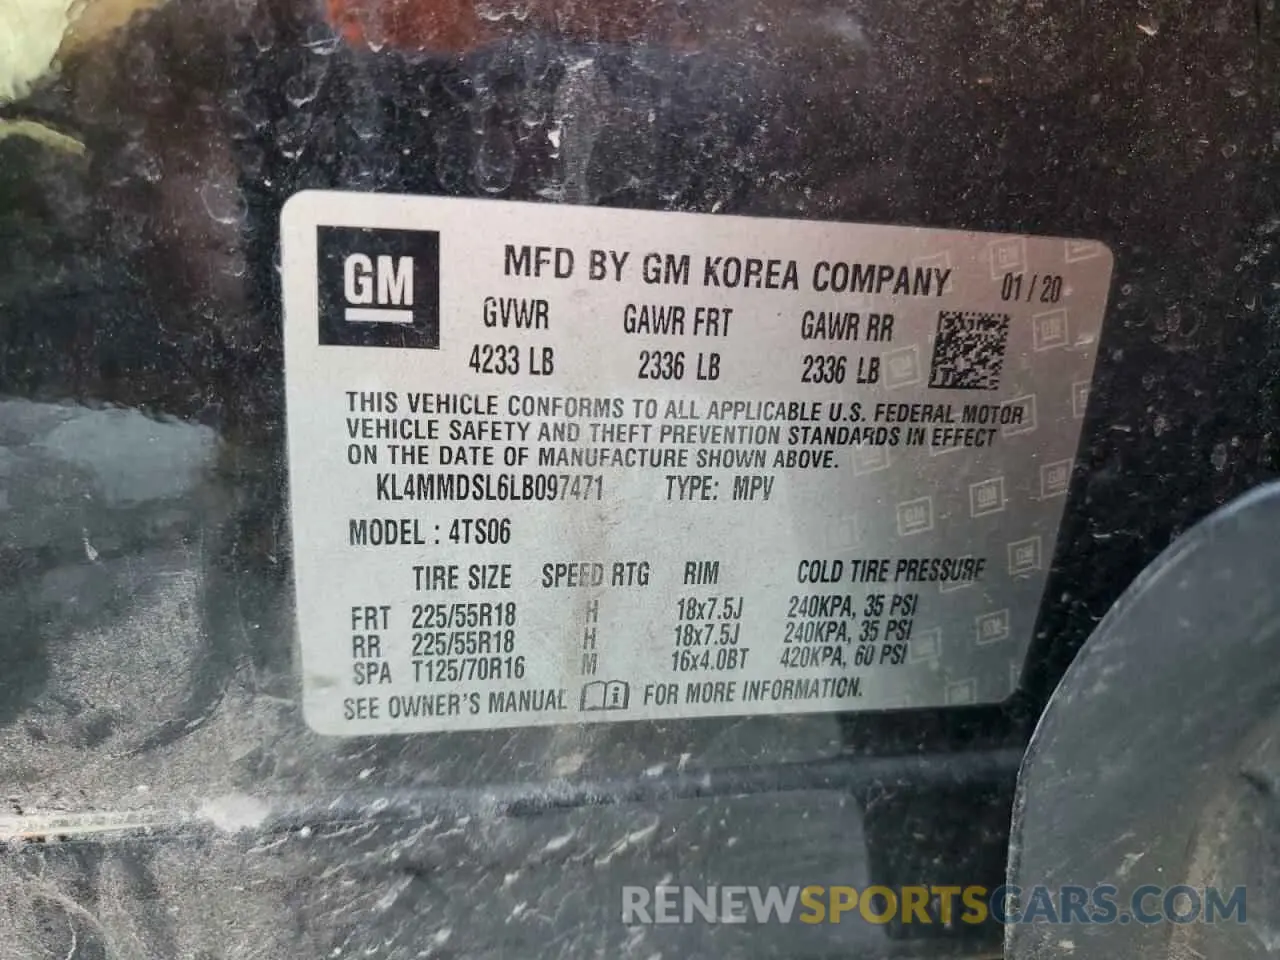 GM
MFD BY GM KOREA COMPANY 01/20
GVWR GAWR FRT GAWR RR
4233 LB 2336 LB 2336 LB
THIS VEHICLE CONFORMS TO ALL APPLICABLE U.S. FEDERAL MOTOR
VEHICLE SAFETY AND THEFT PREVENTION STANDARDS IN EFFECT
ON THE DATE OF MANUFACTURE SHOWN ABOVE.
KL4MMDSL6LB097471 TYPE: MPV
MODEL : 4TS06
TIRE SIZE SPEED RTG RIM COLD TIRE PRESSURE
FRT 225/55R18 H 18x7.5J 240KPA, 35 PSI
RR 225/55R18 H 18x7.5J 240KPA, 35 PSI
SPA T125/70R16 M 16x4.0BT 420KPA, 60 PSI
SEE OWNER'S MANUAL i FOR MORE INFORMATION.
RENEWSPORTSCARS.COM